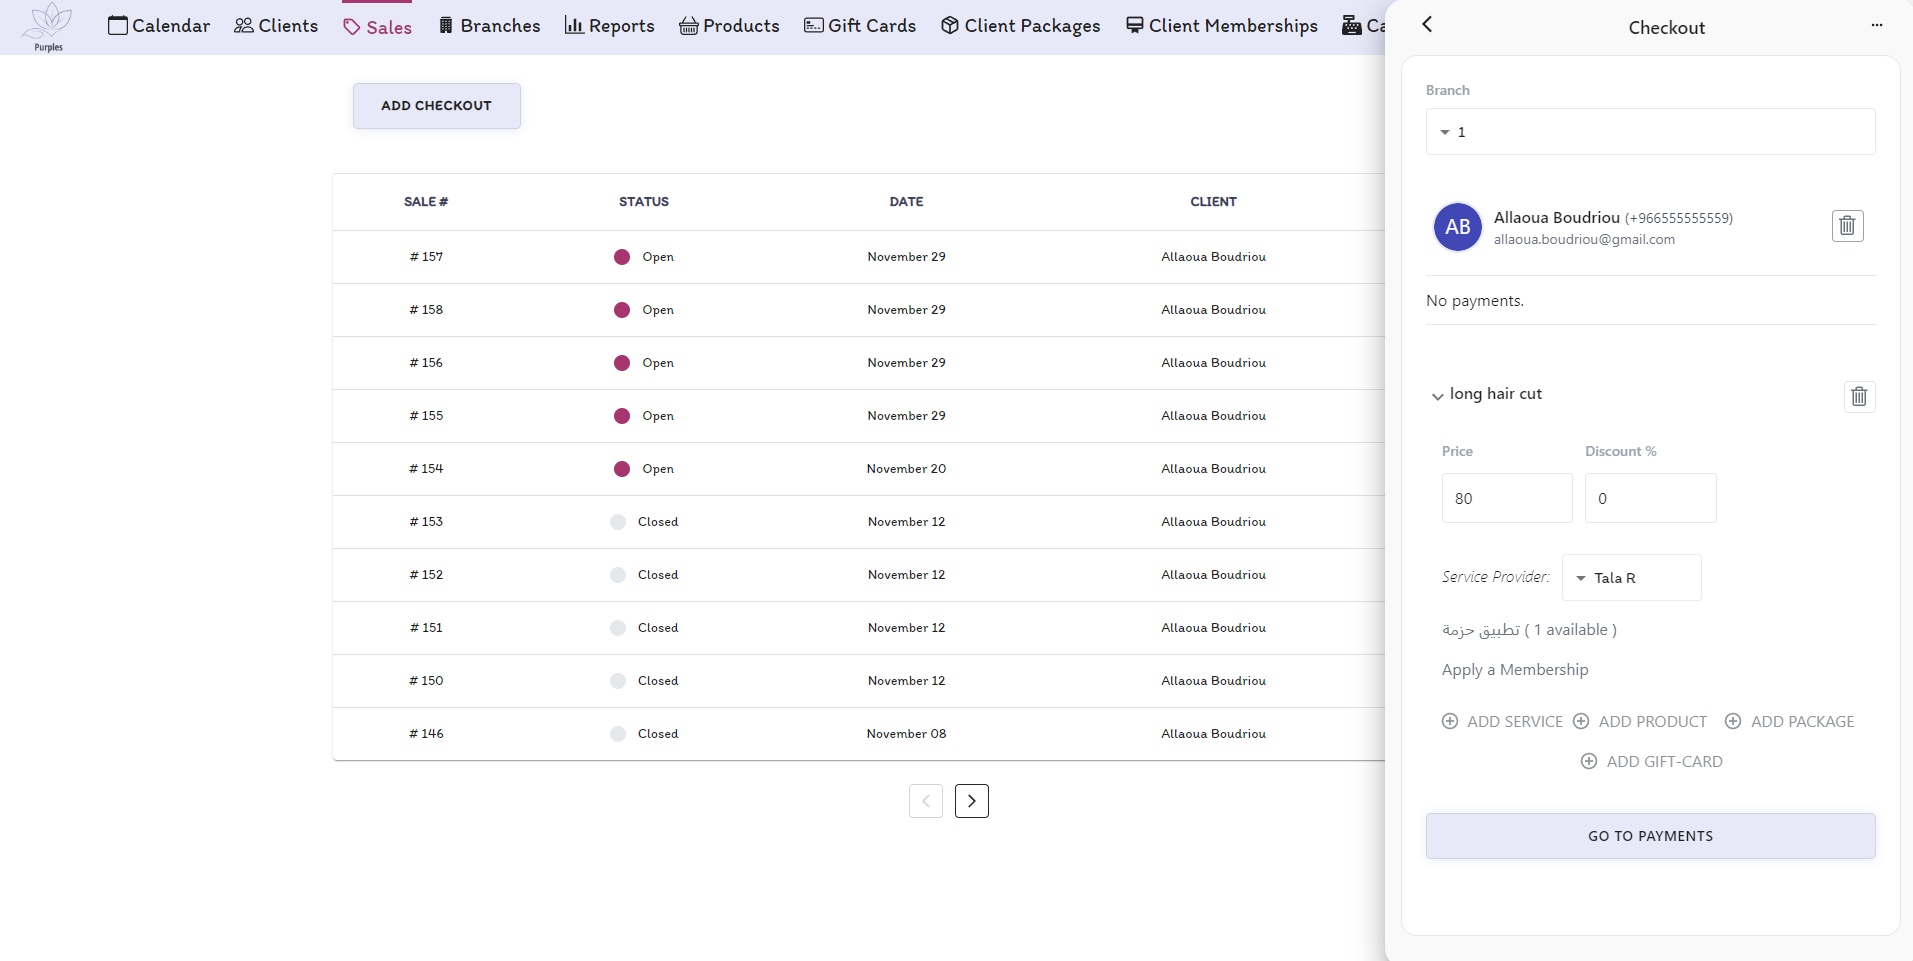 Purples
Calendar
Clients
Sales
Branches
Reports
Products
Gift Cards
Client Packages
Client Memberships
Ca
ADD CHECKOUT
SALE # STATUS DATE CLIENT
# 157 Open November 29 Allaoua Boudriou
# 158 Open November 29 Allaoua Boudriou
# 156 Open November 29 Allaoua Boudriou
# 155 Open November 29 Allaoua Boudriou
# 154 Open November 20 Allaoua Boudriou
# 153 Closed November 12 Allaoua Boudriou
# 152 Closed November 12 Allaoua Boudriou
# 151 Closed November 12 Allaoua Boudriou
# 150 Closed November 12 Allaoua Boudriou
# 146 Closed November 08 Allaoua Boudriou
Checkout
Branch
1
AB
Allaoua Boudriou (+966555555559)
allaoua.boudriou@gmail.com
No payments.
long hair cut
Price Discount %
80 0
Service Provider: Tala R
تطبيق حزمة ( 1 available )
Apply a Membership
ADD SERVICE ADD PRODUCT ADD PACKAGE
ADD GIFT-CARD
GO TO PAYMENTS